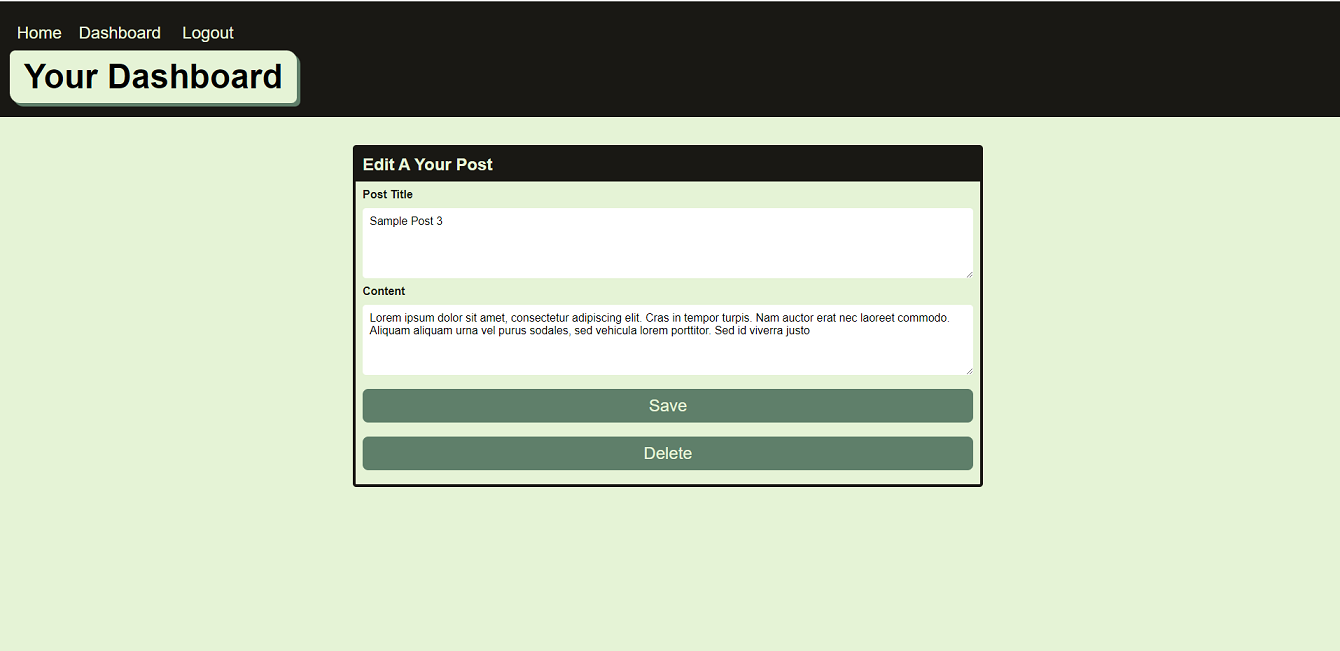 Home Dashboard Logout
Your Dashboard
Edit A Your Post
Post Title
Sample Post 3
Content
Lorem ipsum dolor sit amet, consectetur adipiscing elit. Cras in tempor turpis. Nam auctor erat nec laoreet commodo.
Aliquam aliquam urna vel purus sodales, sed vehicula lorem porttitor. Sed id viverra justo
Save
Delete